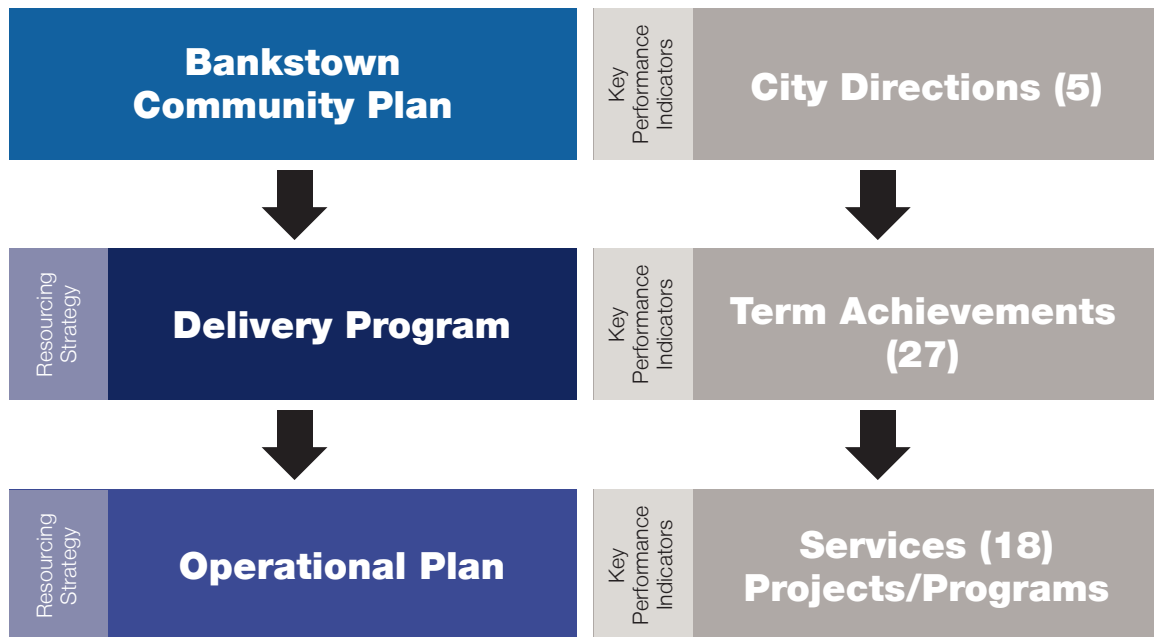 Bankstown
Community Plan
Key
Performance
Indicators
City Directions (5)
Resourcing
Strategy
Delivery Program
Key
Performance
Indicators
Term Achievements
(27)
Resourcing
Strategy
Operational Plan
Key
Performance
Indicators
Services (18)
Projects/Programs